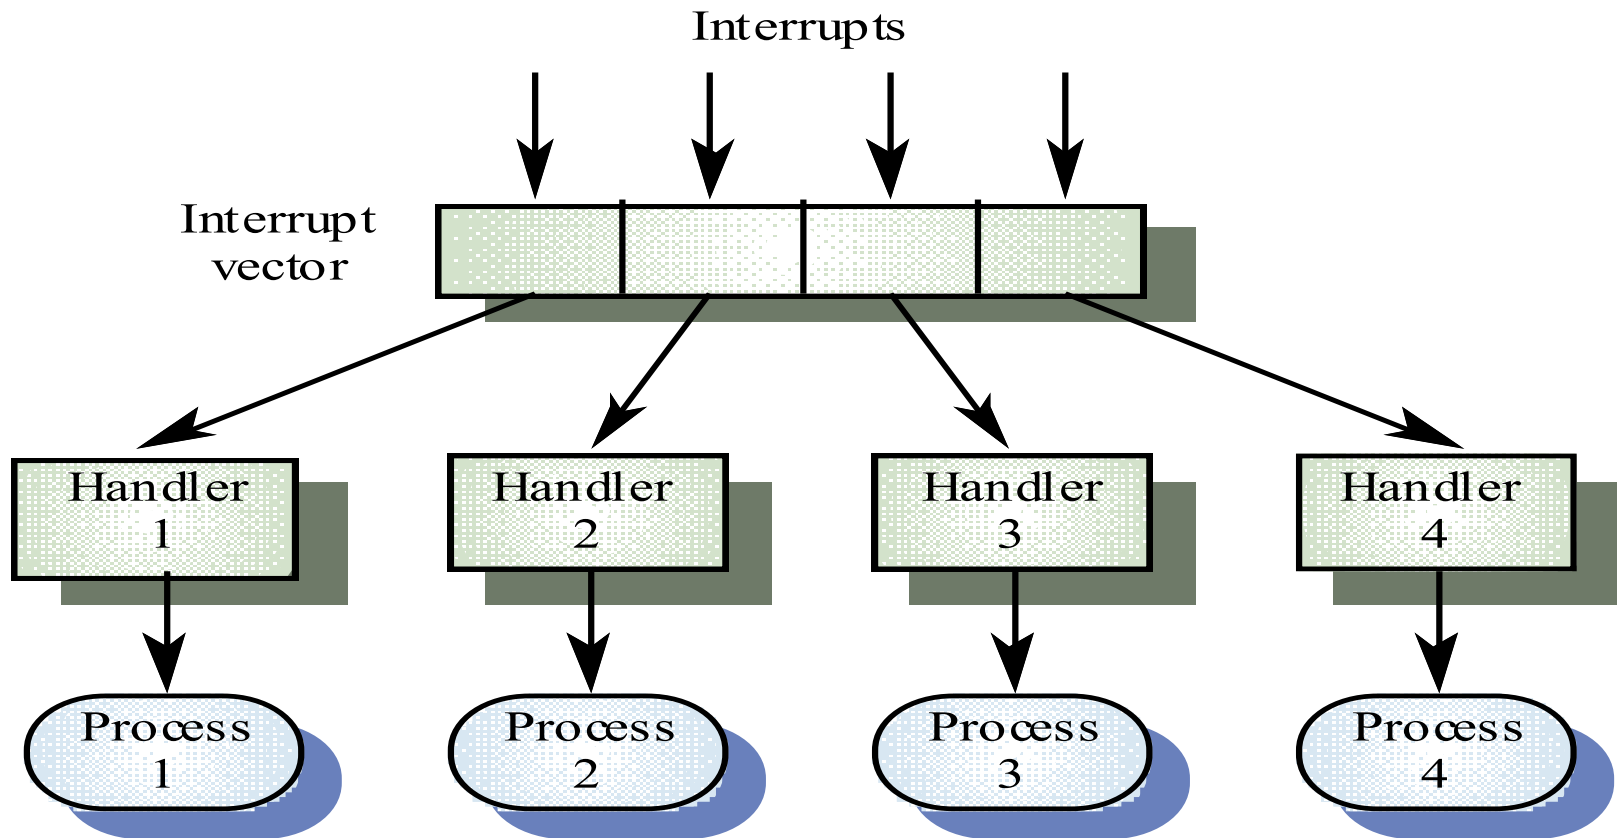 Interrupts
Interrupt
vector
Handler
1
Handler
2
Handler
3
Handler
4
Process
1
Process
2
Process
3
Process
4